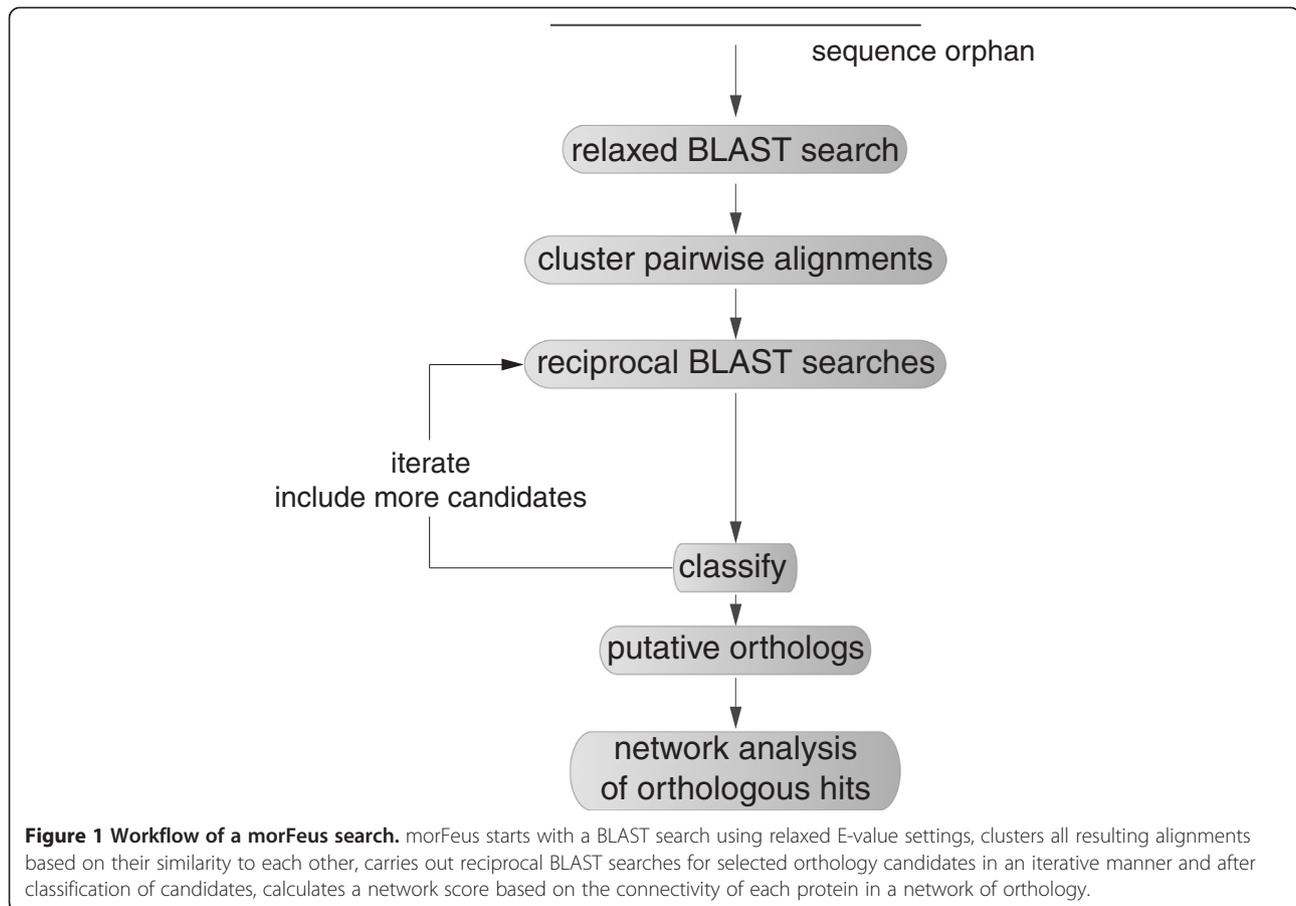 sequence orphan
relaxed BLAST search
cluster pairwise alignments
reciprocal BLAST searches
iterate
include more candidates
classify
putative orthologs
network analysis
of orthologous hits
Figure 1 Workflow of a morFeus search. morFeus starts with a BLAST search using relaxed E-value settings, clusters all resulting alignments
based on their similarity to each other, carries out reciprocal BLAST searches for selected orthology candidates in an iterative manner and after
classification of candidates, calculates a network score based on the connectivity of each protein in a network of orthology.